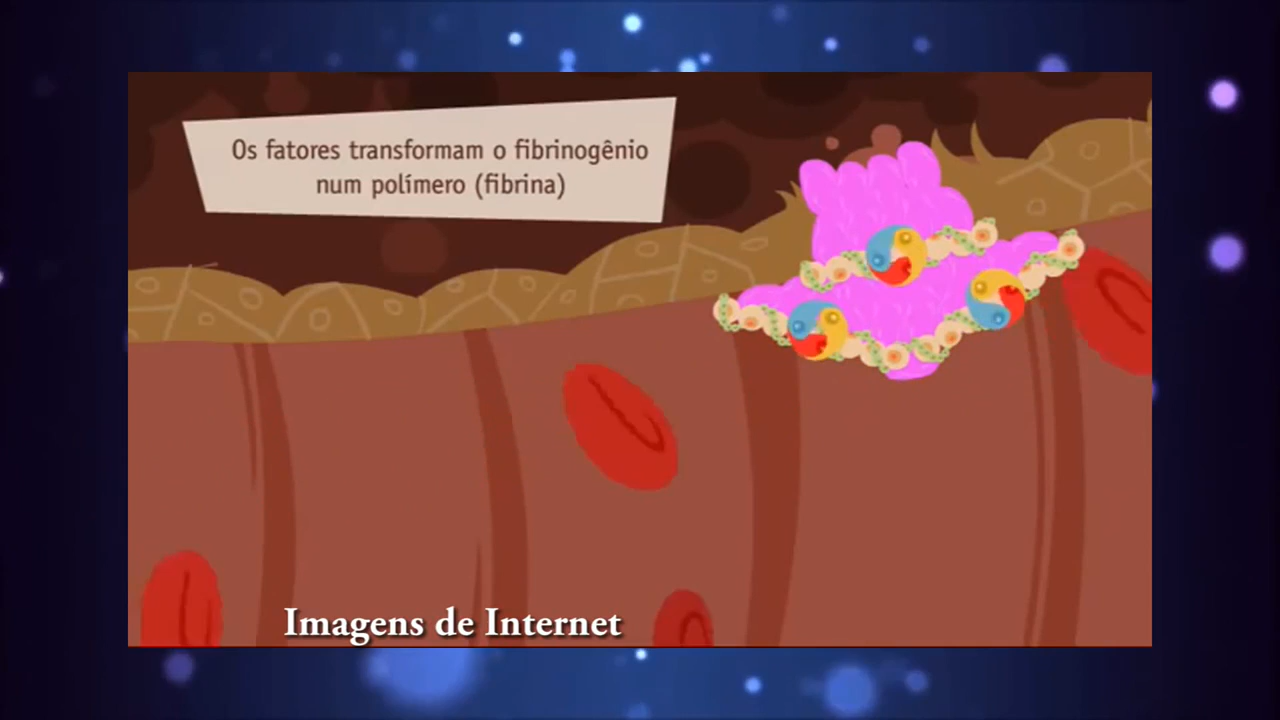 Os fatores transformam o fibrinogênio
num polímero (fibrina)
Imagens de Internet